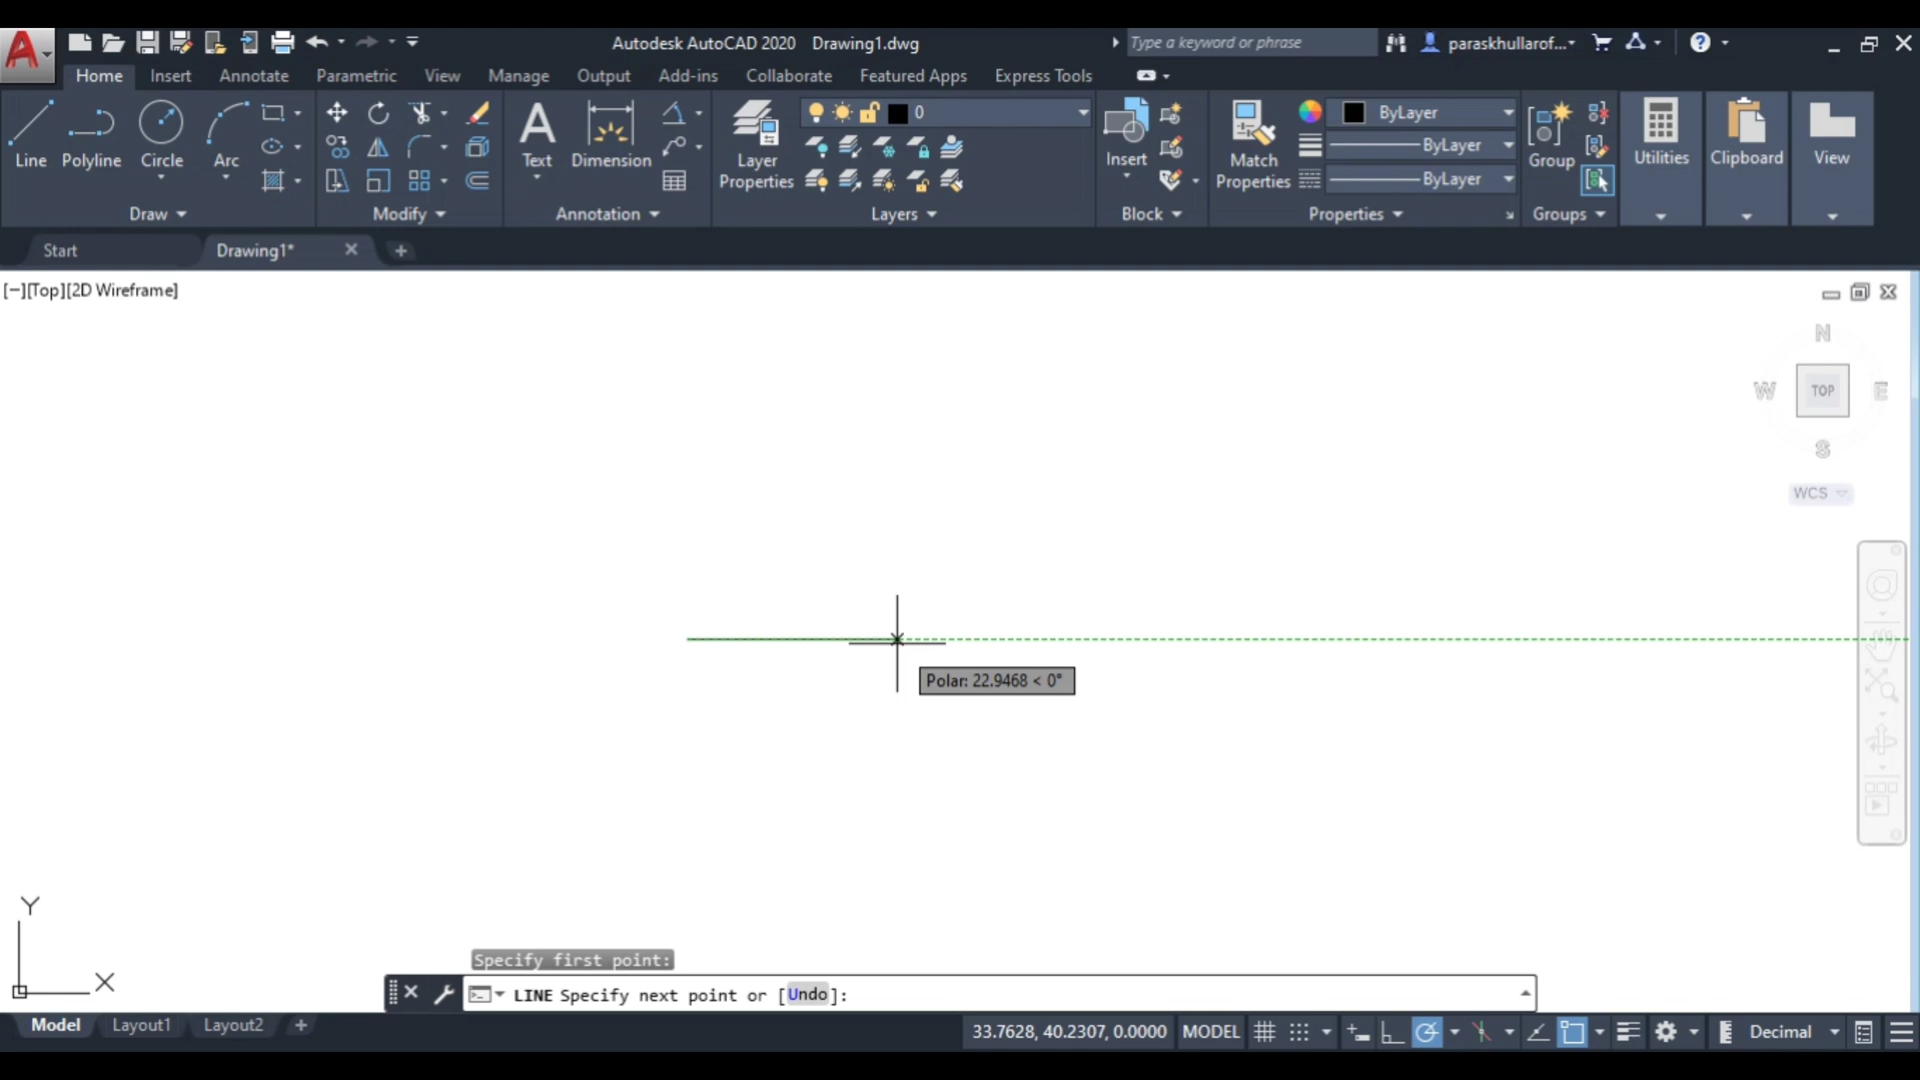 Autodesk AutoCAD 2020 Drawing1.dwg
Type a keyword or phrase
paraskhullarof...
Home Insert Annotate Parametric View Manage Output Add-ins Collaborate Featured Apps Express Tools
Line Polyline Circle Arc
Text Dimension
Layer Properties
0
Insert
Match Properties
ByLayer
ByLayer
ByLayer
Group
Utilities Clipboard View
Draw Modify Annotation Layers Block Properties Groups
Start Drawing1*
[−][Top][2D Wireframe]
N
W TOP E
S
WCS
Polar: 22.9468 < 0°
Y
X
Specify first point:
LINE Specify next point or [Undo]:
Model Layout1 Layout2
33.7628, 40.2307, 0.0000 MODEL Decimal